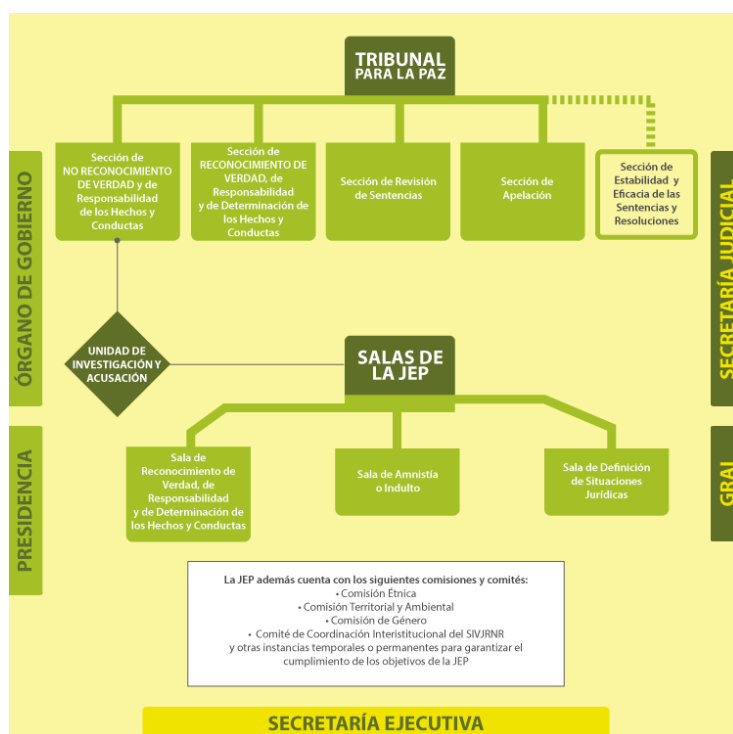 TRIBUNAL
PARA LA PAZ
Sección de
NO RECONOCIMIENTO
DE VERDAD y de
Responsabilidad
de los Hechos y
Conductas
Sección de
RECONOCIMIENTO DE
VERDAD, de
Responsabilidad
y de Determinación de
los Hechos y
Conductas
Sección de Revisión
de Sentencias
Sección de
Apelación
Sección de
Estabilidad y
Eficacia de las
Sentencias y
Resoluciones
ÓRGANO DE GOBIERNO
SECRETARÍA JUDICIAL
UNIDAD DE
INVESTIGACIÓN Y
ACUSACIÓN
SALAS DE
LA JEP
PRESIDENCIA
GRAL
Sala de
Reconocimiento de
Verdad, de
Responsabilidad
y de Determinación de
los Hechos y Conductas
Sala de Amnistía
o Indulto
Sala de Definición
de Situaciones
Jurídicas
La JEP además cuenta con los siguientes comisiones y comités:
• Comisión Étnica
• Comisión Territorial y Ambiental
• Comisión de Género
• Comité de Coordinación Interistitucional del SIVJRNR
y otras instancias temporales o permanentes para garantizar el
cumplimiento de los objetivos de la JEP
SECRETARÍA EJECUTIVA